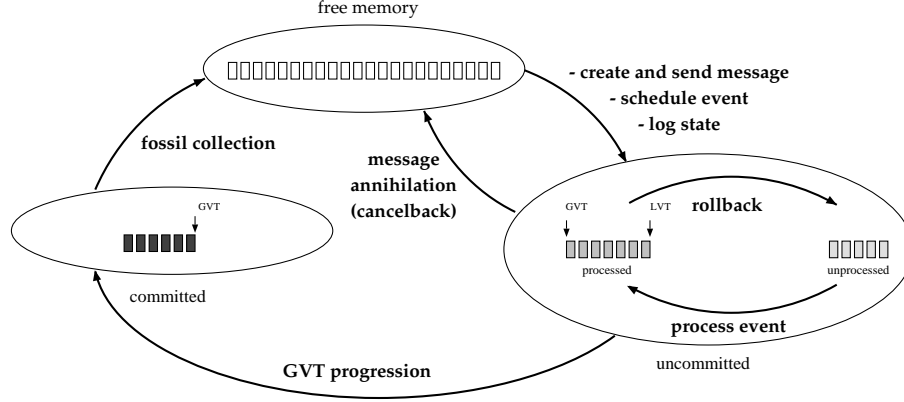 free memory
- create and send message
- schedule event
- log state
fossil collection
message
annihilation
(cancelback)
GVT
GVT
LVT
rollback
processed
unprocessed
committed
process event
uncommitted
GVT progression